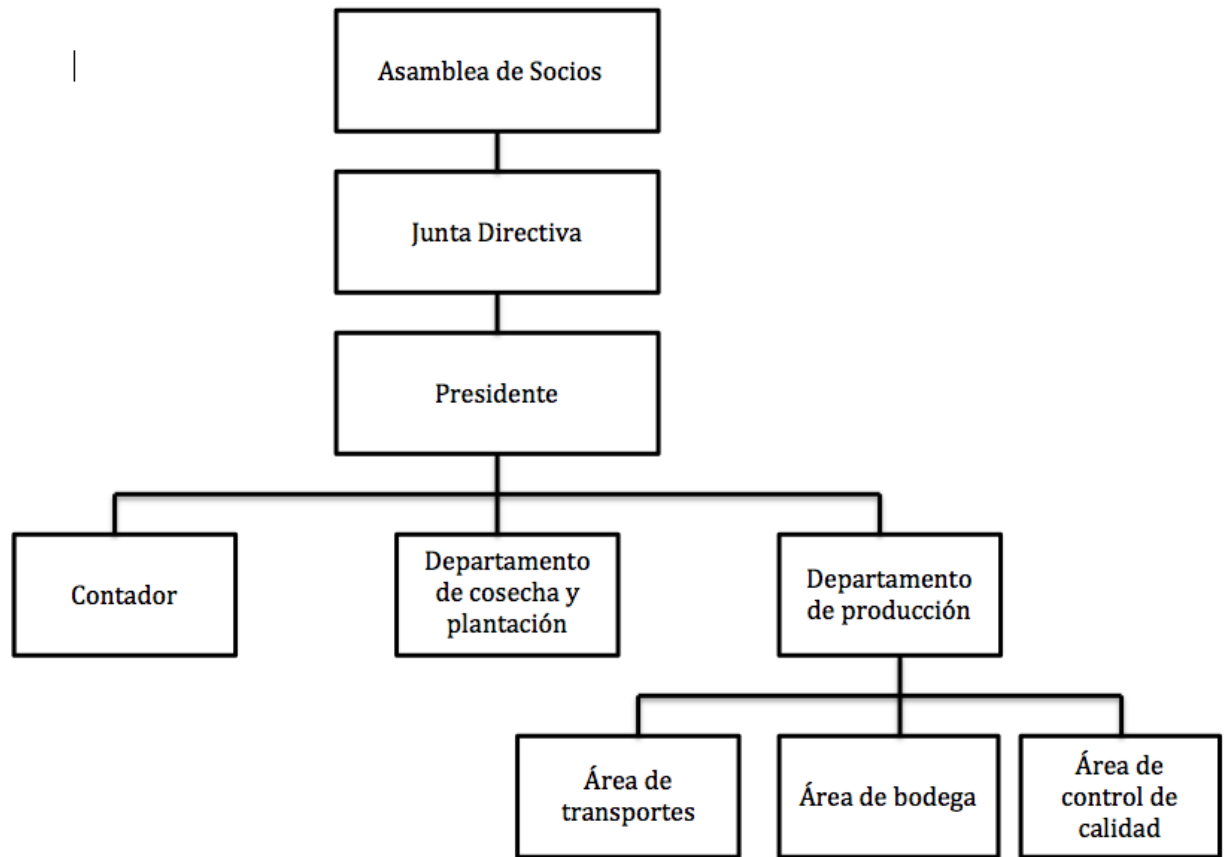 Asamblea de Socios
Junta Directiva
Presidente
Contador
Departamento
de cosecha y
plantación
Departamento
de producción
Área de
transportes
Área de bodega
Área de
control de
calidad